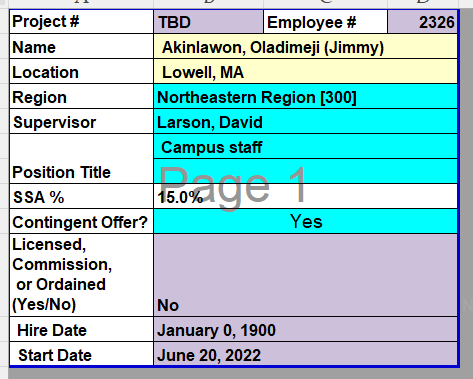 Project # TBD Employee # 2326
Name Akinlawon, Oladimeji (Jimmy)
Location Lowell, MA
Region Northeastern Region [300]
Supervisor Larson, David
Campus staff
Position Title
Page 1
SSA % 15.0%
Contingent Offer? Yes
Licensed,
Commission,
or Ordained
(Yes/No) No
Hire Date January 0, 1900
Start Date June 20, 2022